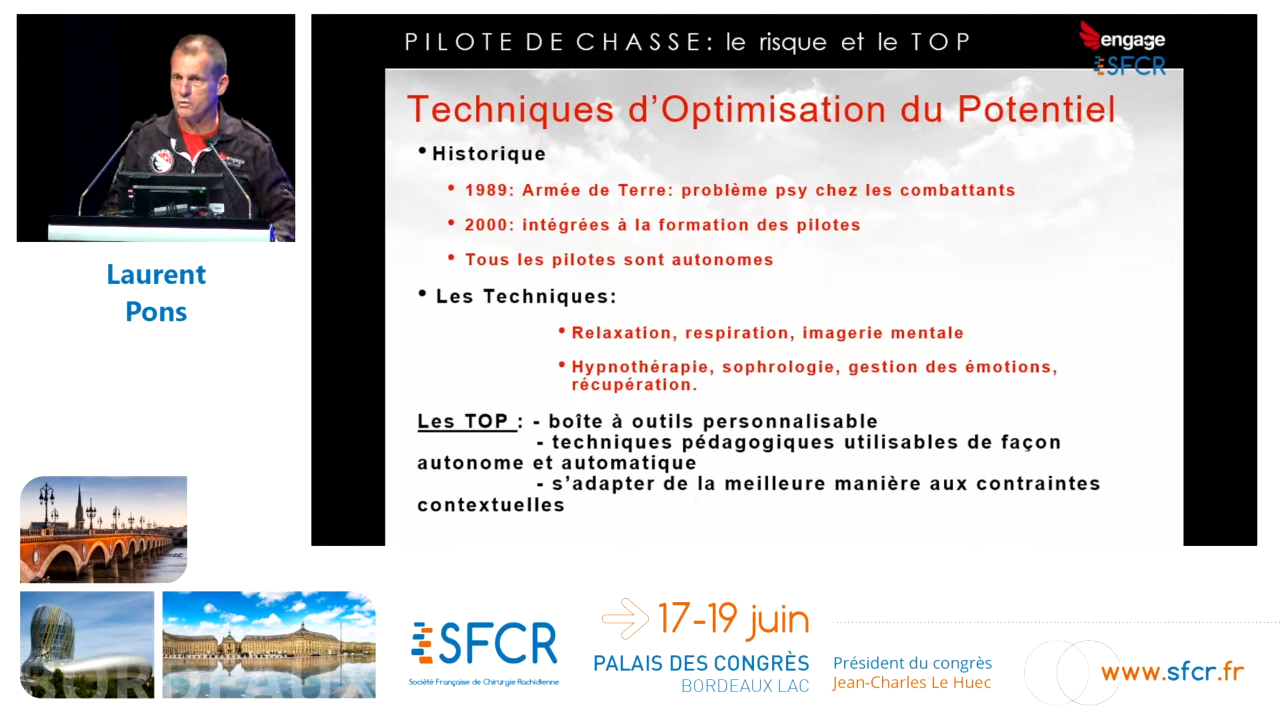 PILOTE DE CHASSE: le risque et le TOP
engage
SFCR
Techniques d'Optimisation du Potentiel
• Historique
• 1989: Armée de Terre: problème psy chez les combattants
• 2000: intégrées à la formation des pilotes
• Tous les pilotes sont autonomes
• Les Techniques:
• Relaxation, respiration, imagerie mentale
• Hypnothérapie, sophrologie, gestion des émotions,
récupération.
Les TOP : - boîte à outils personnalisable
- techniques pédagogiques utilisables de façon
autonome et automatique
- s'adapter de la meilleure manière aux contraintes
contextuelles
Laurent
Pons
BORDEAUX
SFCR
Société Française de Chirurgie Rachidienne
17-19 juin
PALAIS DES CONGRÈS
BORDEAUX LAC
Président du congrès
Jean-Charles Le Huec
www.sfcr.fr